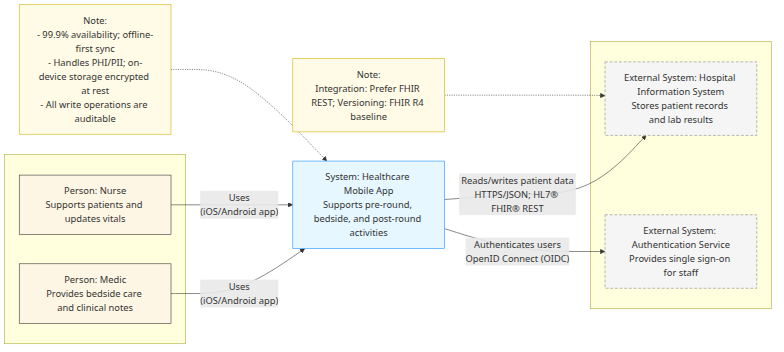 Note:
- 99.9% availability; offline-
first sync
- Handles PHI/PII; on-
device storage encrypted
at rest
- All write operations are
auditable
Note:
Integration: Prefer FHIR
REST; Versioning: FHIR R4
baseline
External System: Hospital
Information System
Stores patient records
and lab results
Person: Nurse
Supports patients and
updates vitals
Uses
(iOS/Android app)
System: Healthcare
Mobile App
Supports pre-round,
bedside, and post-round
activities
Reads/writes patient data
HTTPS/JSON; HL7®
FHIR® REST
Authenticates users
OpenID Connect (OIDC)
External System:
Authentication Service
Provides single sign-on
for staff
Person: Medic
Provides bedside care
and clinical notes
Uses
(iOS/Android app)